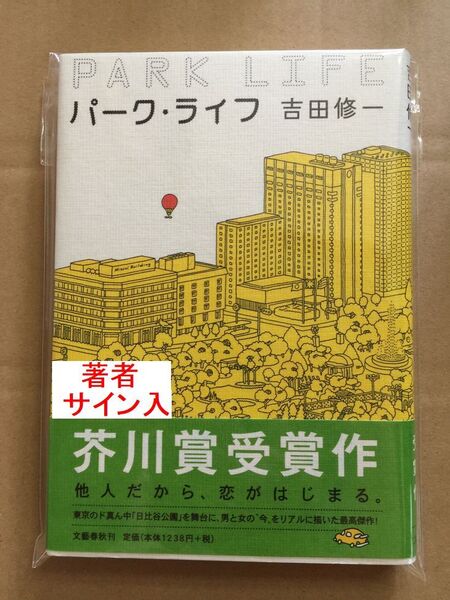 PARK LIFE
パーク・ライフ 吉田修一
Mitsui Building
著者
サイン入
芥川賞受賞作
他人だから、恋がはじまる。
東京のド真ん中「日比谷公園」を舞台に、男と女の“今”をリアルに描いた最高傑作!
文藝春秋刊 定価(本体1238円+税)